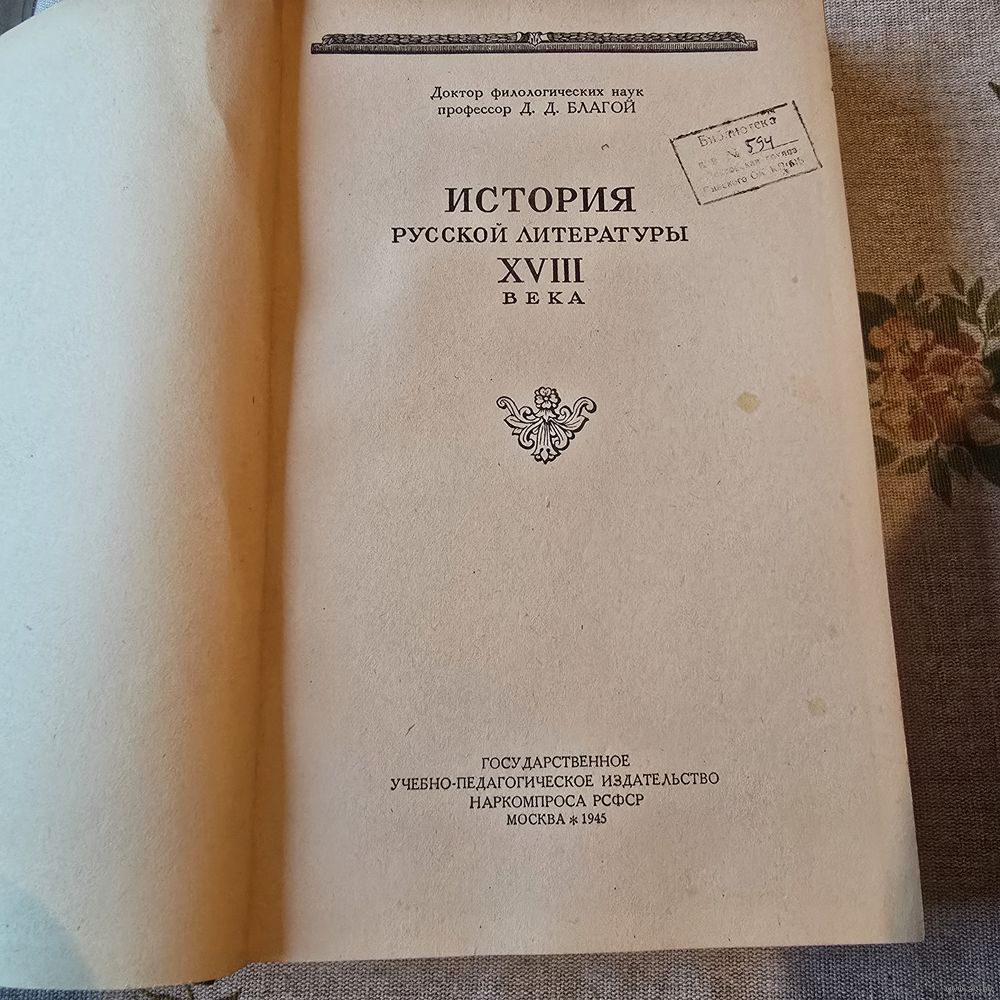 Доктор филологических наук
профессор Д. Д. БЛАГОЙ
Библиотека
№ 594
ИСТОРИЯ
РУССКОЙ ЛИТЕРАТУРЫ
XVIII
ВЕКА
ГОСУДАРСТВЕННОЕ
УЧЕБНО-ПЕДАГОГИЧЕСКОЕ ИЗДАТЕЛЬСТВО
НАРКОМПРОСА РСФСР
МОСКВА * 1945